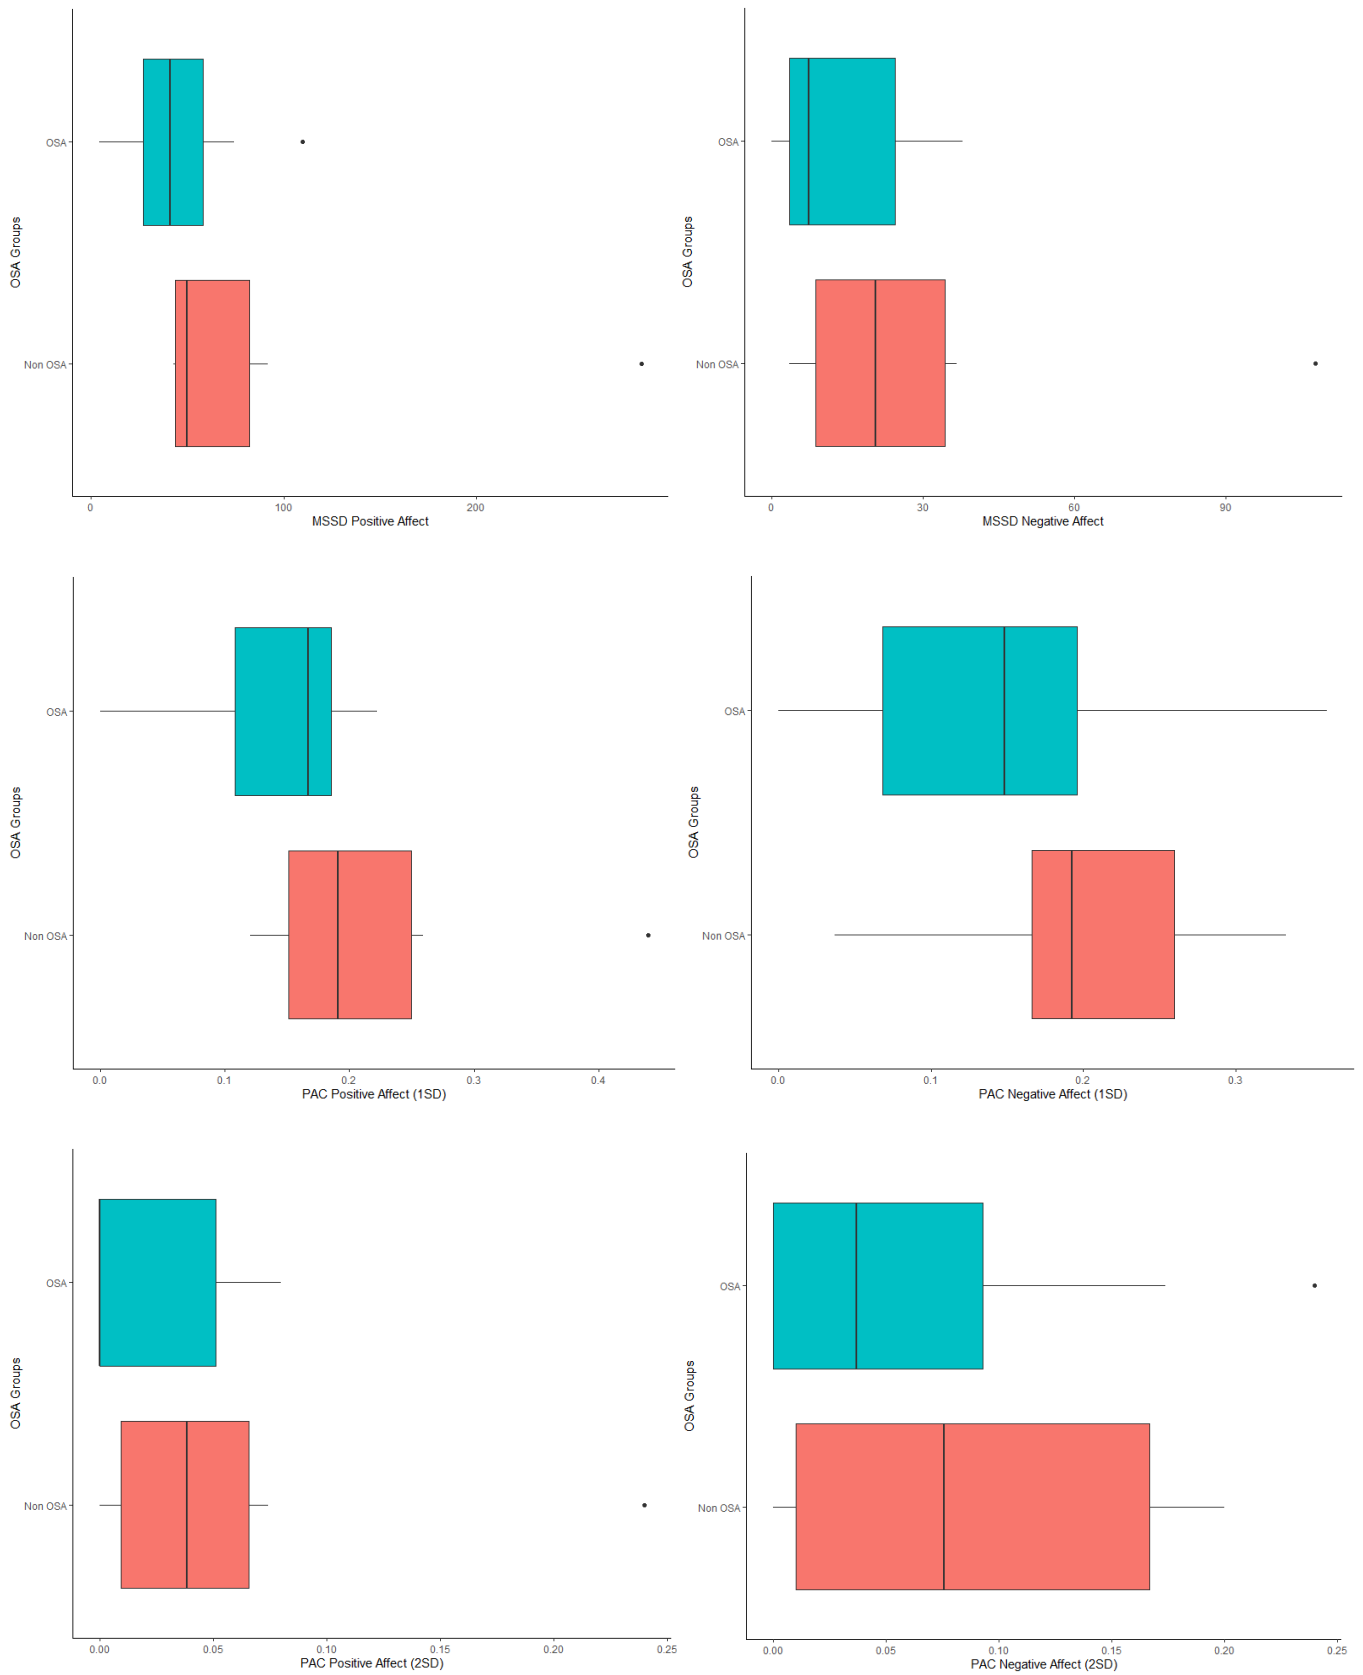 OSA Groups
OSA
Non OSA
0 100 200
MSSD Positive Affect
OSA Groups
OSA
Non OSA
0 30 60 90
MSSD Negative Affect
OSA Groups
OSA
Non OSA
0.0 0.1 0.2 0.3 0.4
PAC Positive Affect (1SD)
OSA Groups
OSA
Non OSA
0.0 0.1 0.2 0.3
PAC Negative Affect (1SD)
OSA Groups
OSA
Non OSA
0.00 0.05 0.10 0.15 0.20 0.25
PAC Positive Affect (2SD)
OSA Groups
OSA
Non OSA
0.00 0.05 0.10 0.15 0.20 0.25
PAC Negative Affect (2SD)